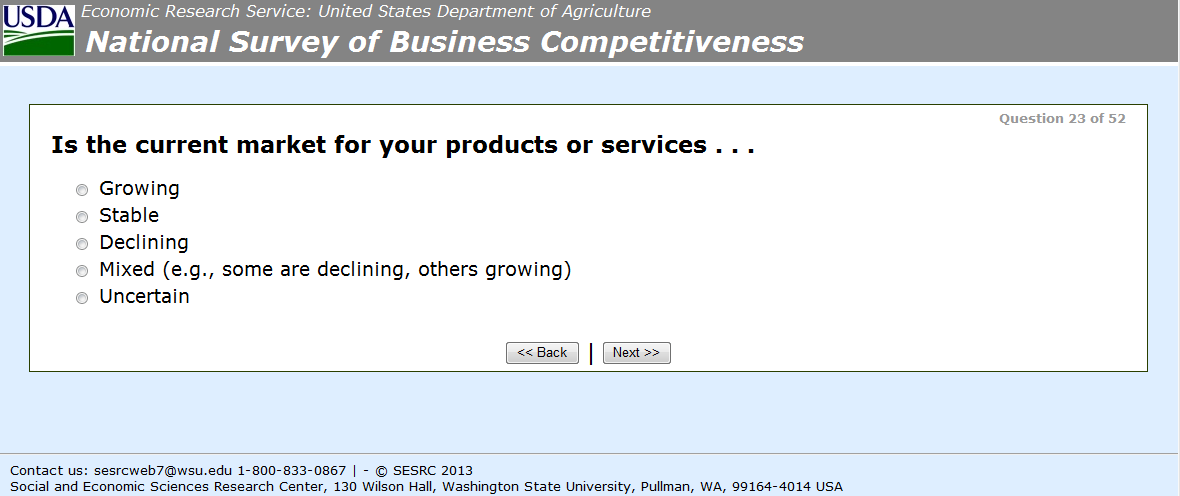 USDA
Economic Research Service: United States Department of Agriculture
National Survey of Business Competitiveness
Question 23 of 52
Is the current market for your products or services . . .
Growing
Stable
Declining
Mixed (e.g., some are declining, others growing)
Uncertain
<< Back | Next >>
Contact us: sesrcweb7@wsu.edu 1-800-833-0867 | - © SESRC 2013
Social and Economic Sciences Research Center, 130 Wilson Hall, Washington State University, Pullman, WA, 99164-4014 USA